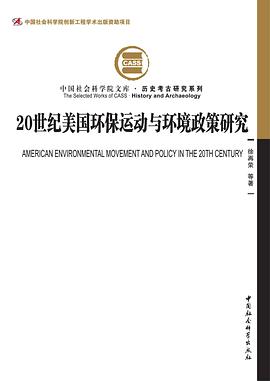 中国社会科学院创新工程学术出版资助项目
CASS
中国社会科学院文库·历史考古研究系列
The Selected Works of CASS · History and Archaeology
20世纪美国环保运动与环境政策研究
AMERICAN ENVIRONMENTAL MOVEMENT AND POLICY IN THE 20TH CENTURY
徐再荣 等著
中国社会科学出版社